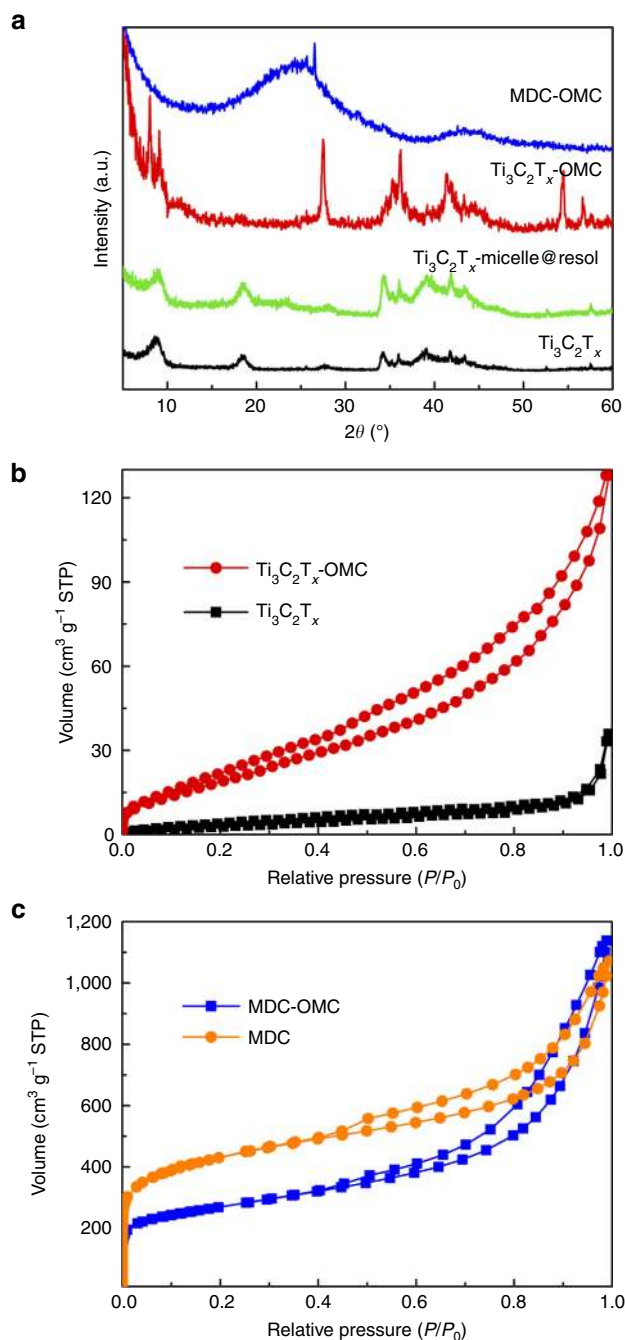 a
Intensity (a.u.)
MDC-OMC
Ti₃C₂Tₓ-OMC
Ti₃C₂Tₓ-micelle@resol
Ti₃C₂Tₓ
10 20 30 40 50 60
2θ (°)
b
Volume (cm³ g⁻¹ STP)
120
90
60
30
0
Ti₃C₂Tₓ-OMC
Ti₃C₂Tₓ
0.0 0.2 0.4 0.6 0.8 1.0
Relative pressure (P/P₀)
c
Volume (cm³ g⁻¹ STP)
1,200
1,000
800
600
400
200
MDC-OMC
MDC
0.0 0.2 0.4 0.6 0.8 1.0
Relative pressure (P/P₀)